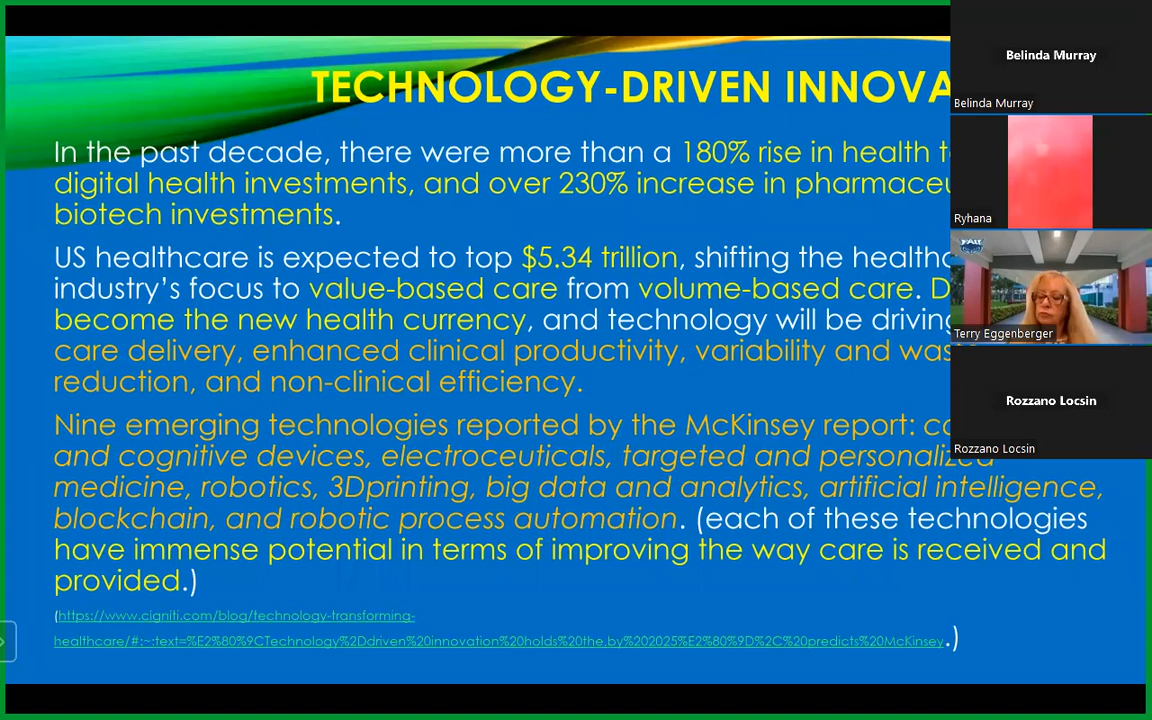 TECHNOLOGY-DRIVEN INNOVA
In the past decade, there were more than a 180% rise in health
digital health investments, and over 230% increase in
biotech investments.
US healthcare is expected to top $5.34 trillion, shifting the
industry's focus to value-based care from volume-based care.
become the new health currency, and technology will be driving
care delivery, enhanced clinical productivity, variability and
reduction, and non-clinical efficiency.
Nine emerging technologies reported by the McKinsey report:
and cognitive devices, electroceuticals, targeted and personalized
medicine, robotics, 3Dprinting, big data and analytics, artificial intelligence,
blockchain, and robotic process automation. (each of these technologies
have immense potential in terms of improving the way care is received and
provided.)
(https://www.cigniti.com/blog/technology-transforming-
healthcare/#:~:text=%E2%80%9CTechnology%2Ddriven%20innovation%20holds%20the,by%202025%E2%80%9D%2C%20predicts%20McKinsey.)
Belinda Murray
Belinda Murray
Ryhana
FAU
Terry Eggenberger
Rozzano Locsin
Rozzano Locsin